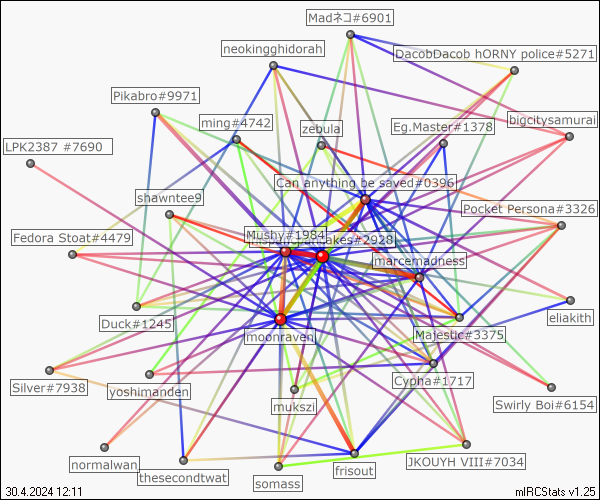 Madネコ#6901
neokingghidorah
DacobDacob hORNY police#5271
Pikabro#9971
ming#4742
zebula
Eg.Master#1378
bigcitysamurai
LPK2387 #7690
Can anything be saved#0396
shawntee9
Pocket Persona#3326
Mushy#1984
Fedora Stoat#4479
cakes#2928
marcemadness
Duck#1245
moonraven
Majestic#3375
eliakith
Silver#7938
yoshimanden
Cypha#1717
mukszi
Swirly Boi#6154
normalwan
thesecondtwat
somass
frisout
JKOUYH VIII#7034
30.4.2024 12:11
mIRCStats v1.25